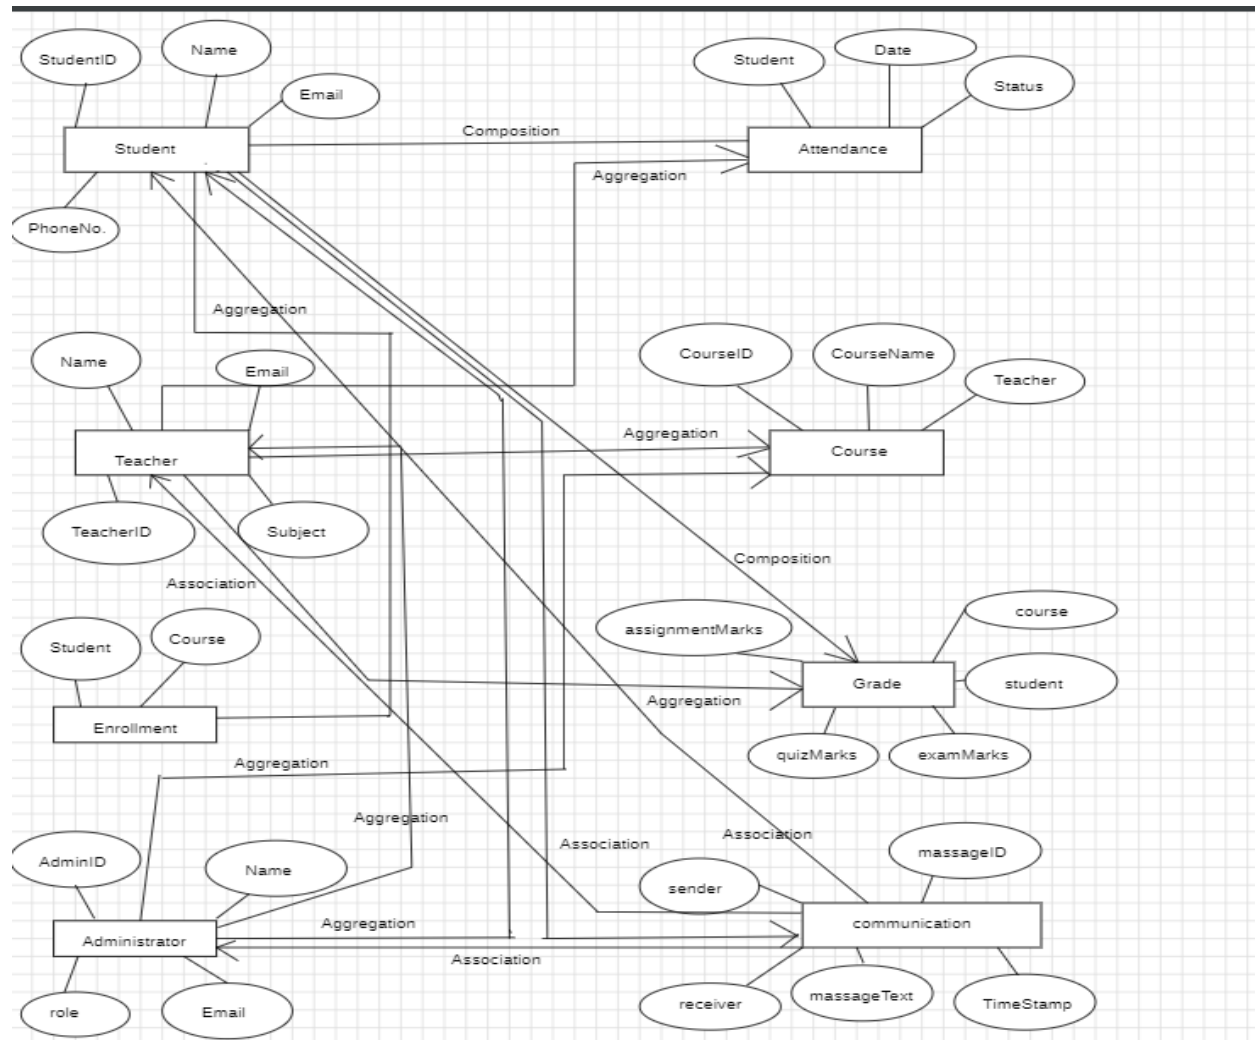 StudentID
Name
Email
Student
PhoneNo.
Composition
Student
Date
Status
Attendance
Aggregation
Aggregation
Name
Email
Teacher
TeacherID
Subject
CourseID
CourseName
Teacher
Aggregation
Course
Association
Composition
Student
Course
Enrollment
assignmentMarks
course
Grade
student
Aggregation
quizMarks
examMarks
Aggregation
Aggregation
Association
Association
AdminID
Name
Administrator
role
Email
Aggregation
Association
sender
massageID
communication
receiver
massageText
TimeStamp